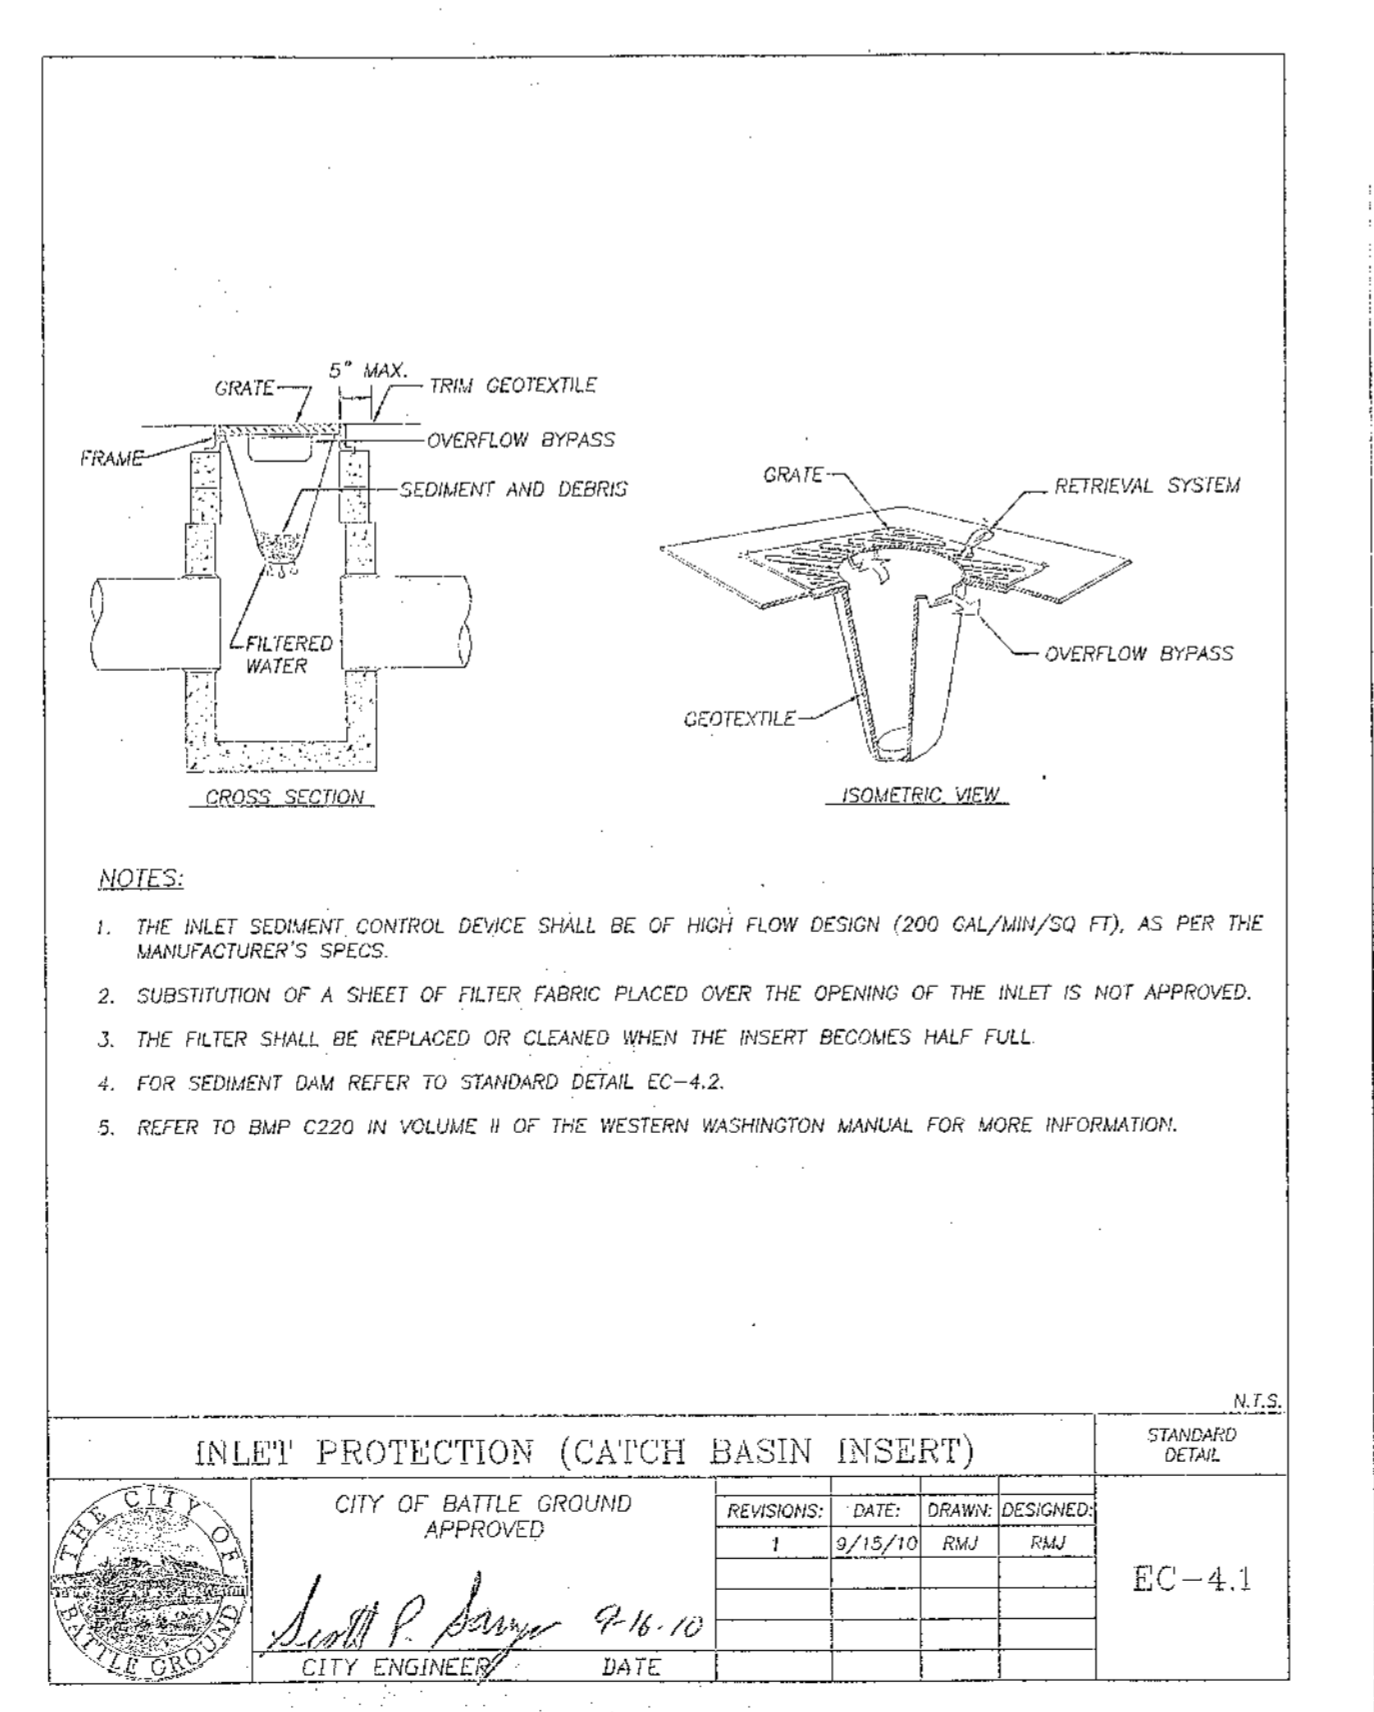 5" MAX.
GRATE
TRIM GEOTEXTILE
OVERFLOW BYPASS
FRAME
SEDIMENT AND DEBRIS
FILTERED
WATER
CROSS SECTION
GRATE
RETRIEVAL SYSTEM
OVERFLOW BYPASS
GEOTEXTILE
ISOMETRIC VIEW
NOTES:
1. THE INLET SEDIMENT CONTROL DEVICE SHALL BE OF HIGH FLOW DESIGN (200 GAL/MIN/SQ FT), AS PER THE
MANUFACTURER'S SPECS.
2. SUBSTITUTION OF A SHEET OF FILTER FABRIC PLACED OVER THE OPENING OF THE INLET IS NOT APPROVED.
3. THE FILTER SHALL BE REPLACED OR CLEANED WHEN THE INSERT BECOMES HALF FULL.
4. FOR SEDIMENT DAM REFER TO STANDARD DETAIL EC-4.2.
5. REFER TO BMP C220 IN VOLUME II OF THE WESTERN WASHINGTON MANUAL FOR MORE INFORMATION.
N.T.S.
INLET PROTECTION (CATCH BASIN INSERT)
STANDARD
DETAIL
THE CITY OF
BATTLE GROUND
CITY OF BATTLE GROUND
APPROVED
Scott P. 9-16-10
CITY ENGINEER DATE
REVISIONS: DATE: DRAWN: DESIGNED:
1 9/15/10 RMJ RMJ
EC-4.1